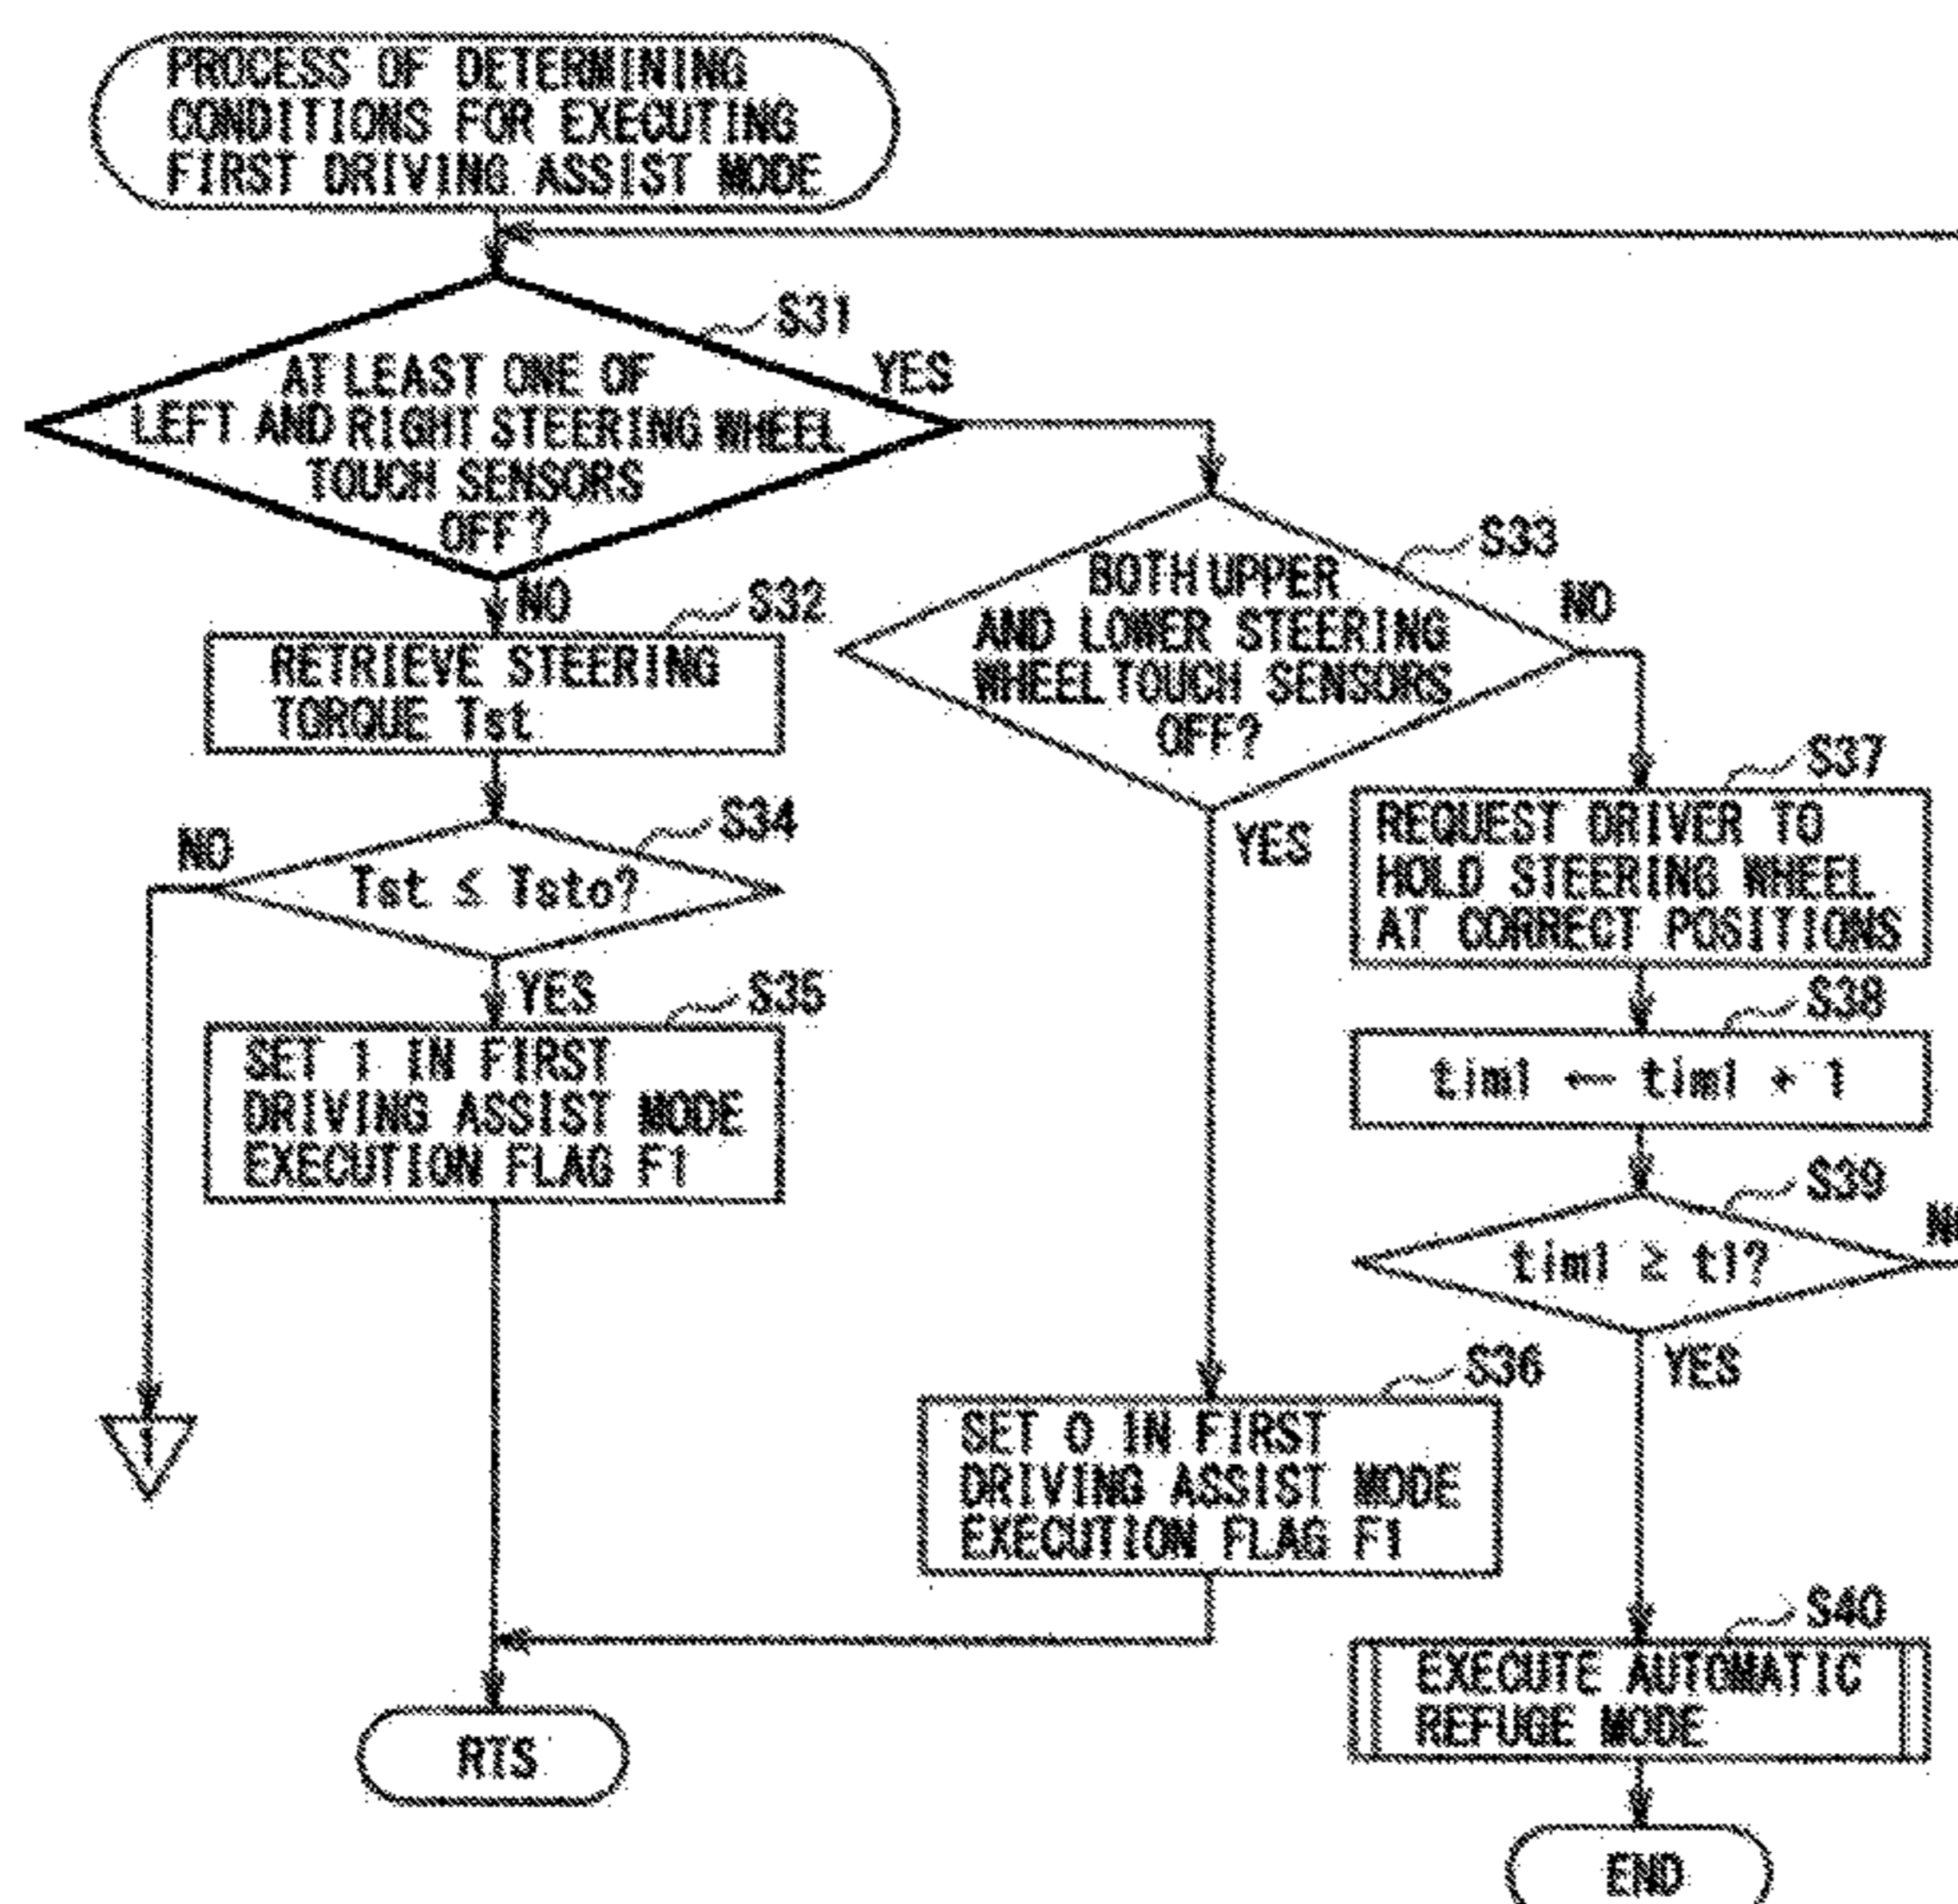 PROCESS OF DETERMINING
CONDITIONS FOR EXECUTING
FIRST DRIVING ASSIST MODE
S31
AT LEAST ONE OF
LEFT AND RIGHT STEERING WHEEL
TOUCH SENSORS
OFF?
YES
NO
S32
RETRIEVE STEERING
TORQUE Tst
S34
Tst ≤ Tsto?
NO
YES
S35
SET 1 IN FIRST
DRIVING ASSIST MODE
EXECUTION FLAG F1
1
S33
BOTH UPPER
AND LOWER STEERING
WHEEL TOUCH SENSORS
OFF?
NO
YES
S36
SET 0 IN FIRST
DRIVING ASSIST MODE
EXECUTION FLAG F1
RTS
S37
REQUEST DRIVER TO
HOLD STEERING WHEEL
AT CORRECT POSITIONS
S38
tim1 ← tim1 + 1
S39
tim1 ≥ t1?
YES
S40
EXECUTE AUTOMATIC
REFUGE MODE
END